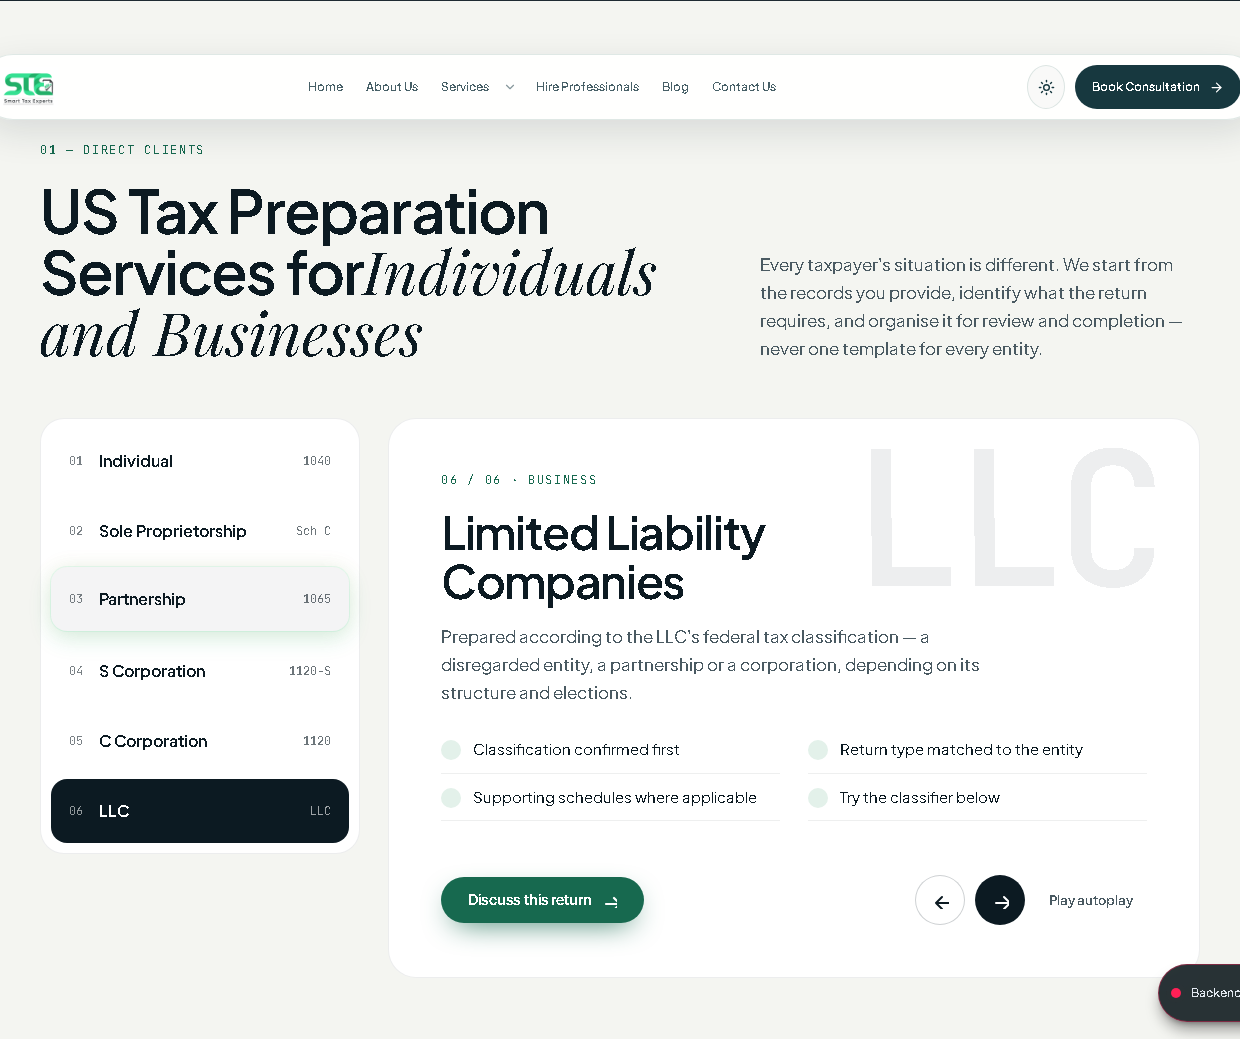 STE
Smart Tax Experts
Home
About Us
Services
Hire Professionals
Blog
Contact Us
Book Consultation
01 — DIRECT CLIENTS
US Tax Preparation
Services forIndividuals
and Businesses
Every taxpayer's situation is different. We start from
the records you provide, identify what the return
requires, and organise it for review and completion —
never one template for every entity.
01 Individual 1040
02 Sole Proprietorship Sch C
03 Partnership 1065
04 S Corporation 1120-S
05 C Corporation 1120
06 LLC LLC
LLC
06 / 06 · BUSINESS
Limited Liability
Companies
Prepared according to the LLC's federal tax classification — a
disregarded entity, a partnership or a corporation, depending on its
structure and elections.
Classification confirmed first
Return type matched to the entity
Supporting schedules where applicable
Try the classifier below
Discuss this return
Play autoplay